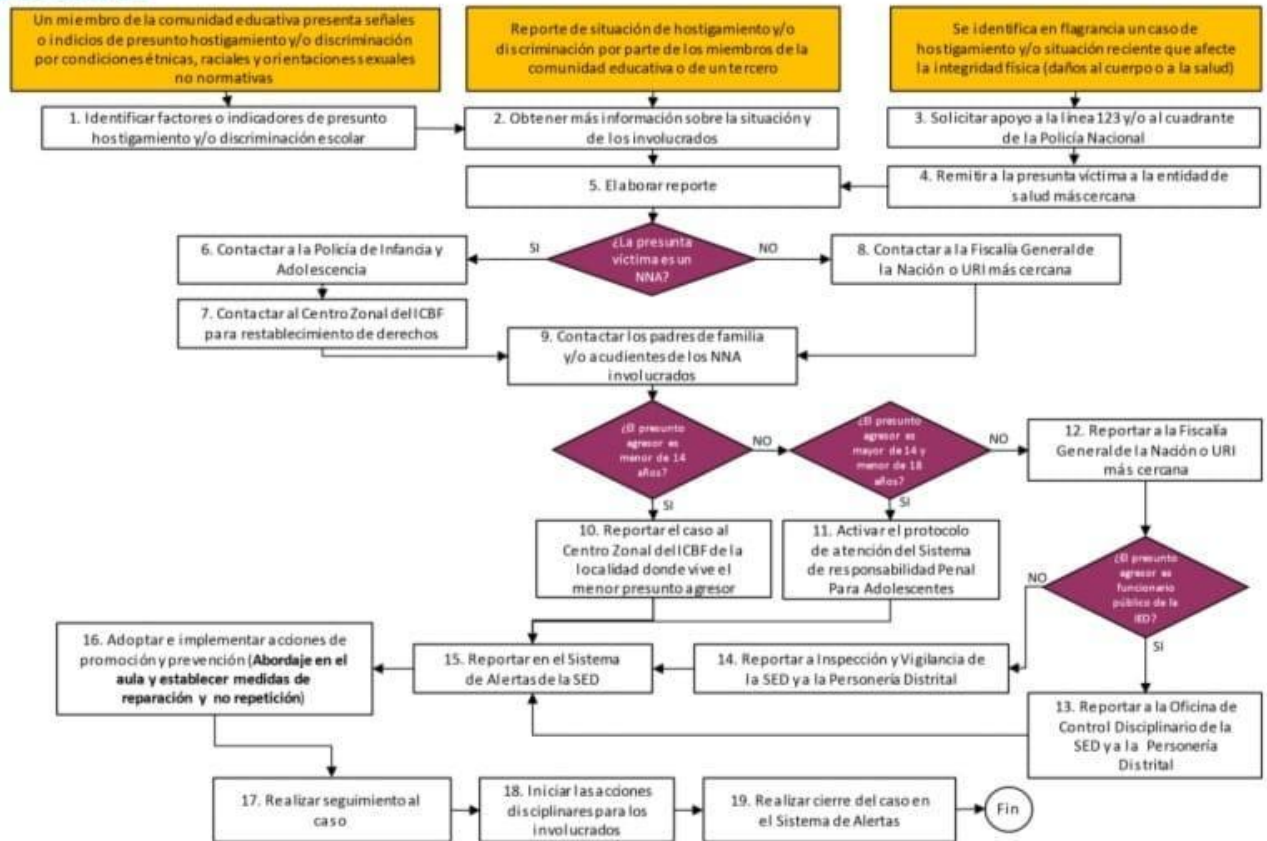 Un miembro de la comunidad educativa presenta señales
o indicios de presunto hostigamiento y/o discriminación
por condiciones étnicas, raciales y orientaciones sexuales
no normativas
Reporte de situación de hostigamiento y/o
discriminación por parte de los miembros de la
comunidad educativa o de un tercero
Se identifica en flagrancia un caso de
hostigamiento y/o situación reciente que afecte
la integridad física (daños al cuerpo o a la salud)
1. Identificar factores o indicadores de presunto
hostigamiento y/o discriminación escolar
2. Obtener más información sobre la situación y
de los involucrados
3. Solicitar apoyo a la línea 123 y/o al cuadrante
de la Policía Nacional
5. Elaborar reporte
4. Remitir a la presunta víctima a la entidad de
salud más cercana
6. Contactar a la Policía de Infancia y
Adolescencia
SI
¿La presunta
víctima es un
NNA?
NO
8. Contactar a la Fiscalía General de
la Nación o URI más cercana
7. Contactar al Centro Zonal del ICBF
para restablecimiento de derechos
9. Contactar los padres de familia
y/o acudientes de los NNA
involucrados
¿El presunto
agresor es
menor de 14
años?
NO
¿El presunto
agresor es
mayor de 14 y
menor de 18
años?
NO
12. Reportar a la Fiscalía
General de la Nación o URI
más cercana
SI
SI
10. Reportar el caso al
Centro Zonal del ICBF de la
localidad donde vive el
menor presunto agresor
11. Activar el protocolo
de atención del Sistema
de responsabilidad Penal
Para Adolescentes
NO
¿El presunto
agresor es
funcionario
público de la
IED?
SI
16. Adoptar e implementar acciones de
promoción y prevención (Abordaje en el
aula y establecer medidas de
reparación y no repetición)
15. Reportar en el Sistema
de Alertas de la SED
14. Reportar a Inspección y Vigilancia de
la SED y a la Personería Distrital
13. Reportar a la Oficina de
Control Disciplinario de la
SED y a la Personería
Distrital
17. Realizar seguimiento al
caso
18. Iniciar las acciones
disciplinares para los
involucrados
19. Realizar cierre del caso en
el Sistema de Alertas
Fin